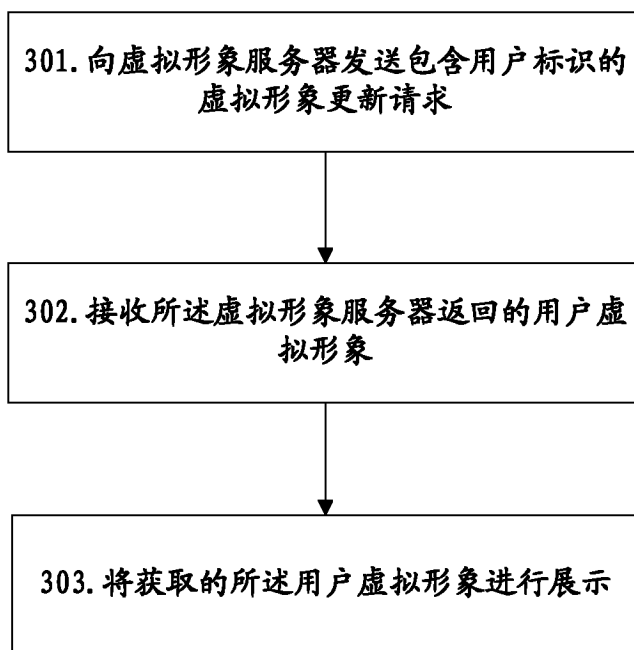 301.向虚拟形象服务器发送包含用户标识的
虚拟形象更新请求
302.接收所述虚拟形象服务器返回的用户虚
拟形象
303.将获取的所述用户虚拟形象进行展示